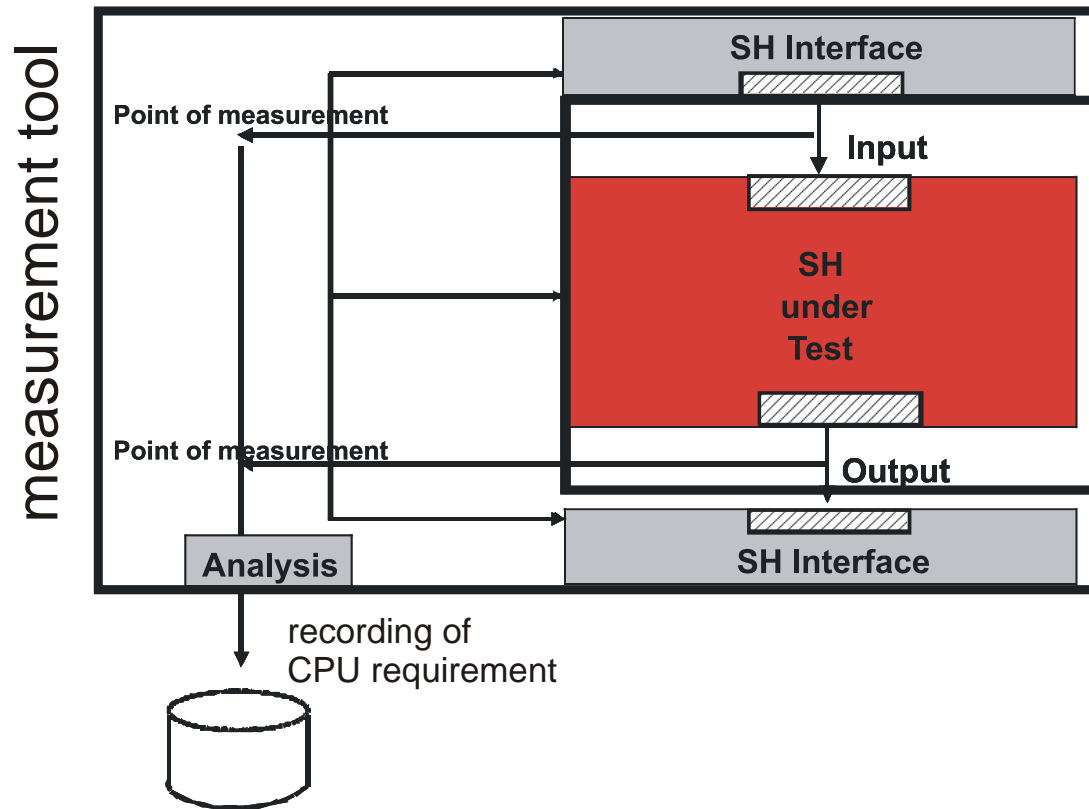 measurement tool
SH Interface
Point of measurement
Input
SH
under
Test
Point of measurement
Output
Analysis
SH Interface
recording of
CPU requirement